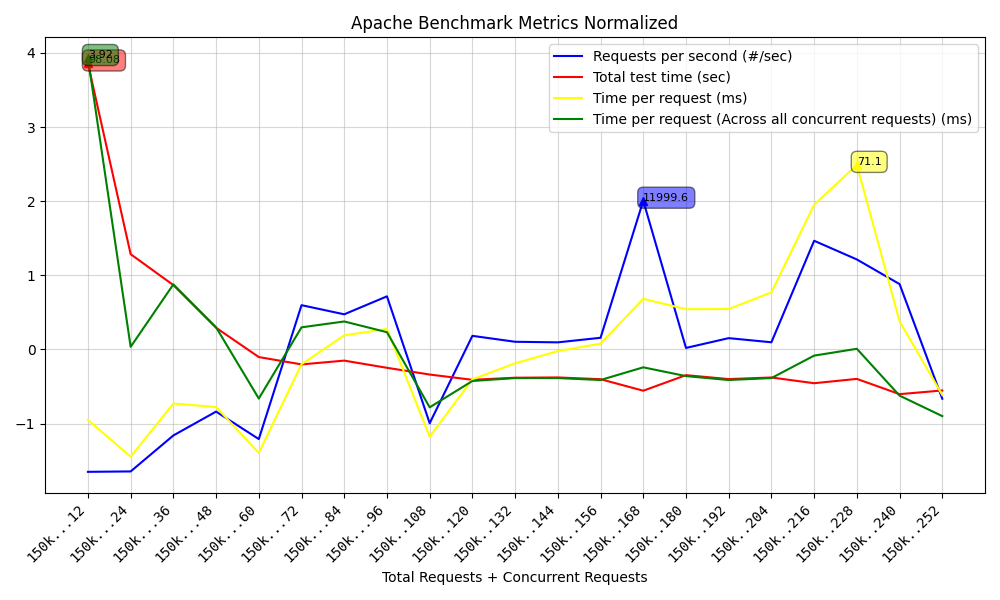 Apache Benchmark Metrics Normalized
Requests per second (#/sec)
Total test time (sec)
Time per request (ms)
Time per request (Across all concurrent requests) (ms)
4
3
2
1
0
−1
3.92
71.1
11999.6
150k...12
150k...24
150k...36
150k...48
150k...60
150k...72
150k...84
150k...96
150k...108
150k...120
150k...132
150k...144
150k...156
150k...168
150k...180
150k...192
150k...204
150k...216
150k...228
150k...240
150k...252
Total Requests + Concurrent Requests